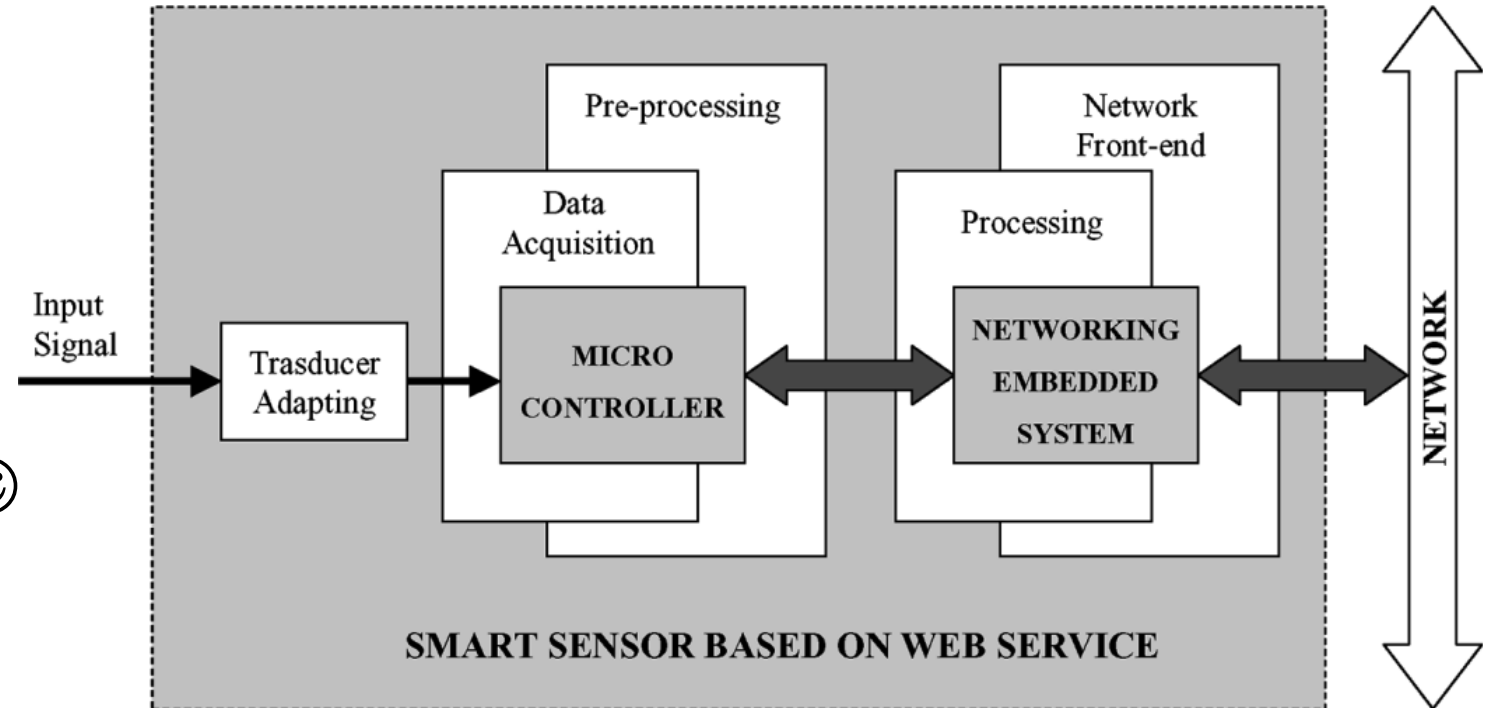 Pre-processing
Network
Front-end
Data
Acquisition
Processing
Input
Signal
Trasducer
Adapting
MICRO
CONTROLLER
NETWORKING
EMBEDDED
SYSTEM
NETWORK
SMART SENSOR BASED ON WEB SERVICE